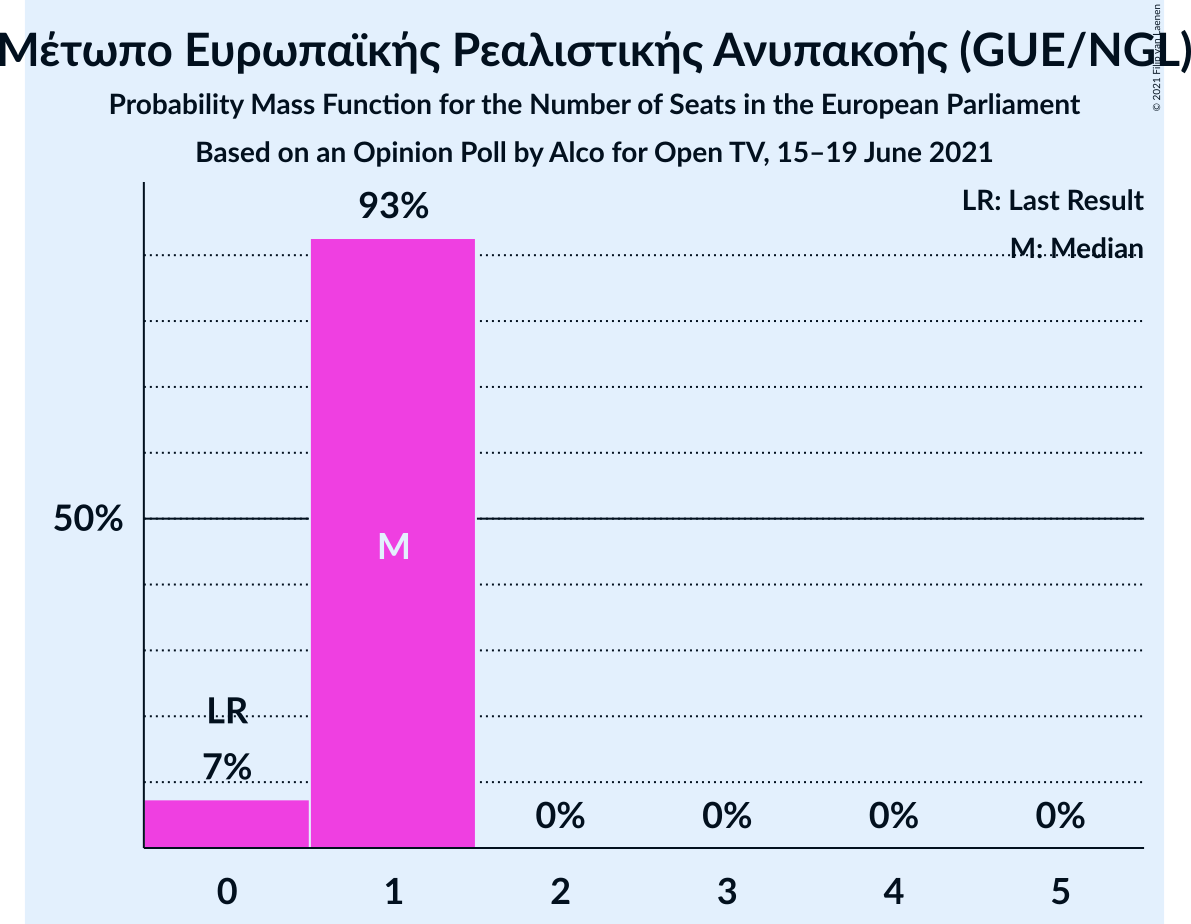 Μέτωπο Ευρωπαϊκής Ρεαλιστικής Ανυπακοής (GUE/NGL)
© 2021 Filip van Laenen
Probability Mass Function for the Number of Seats in the European Parliament
Based on an Opinion Poll by Alco for Open TV, 15–19 June 2021
LR: Last Result
M: Median
93%
50%
M
LR
7%
0%
0%
0%
0%
0
1
2
3
4
5